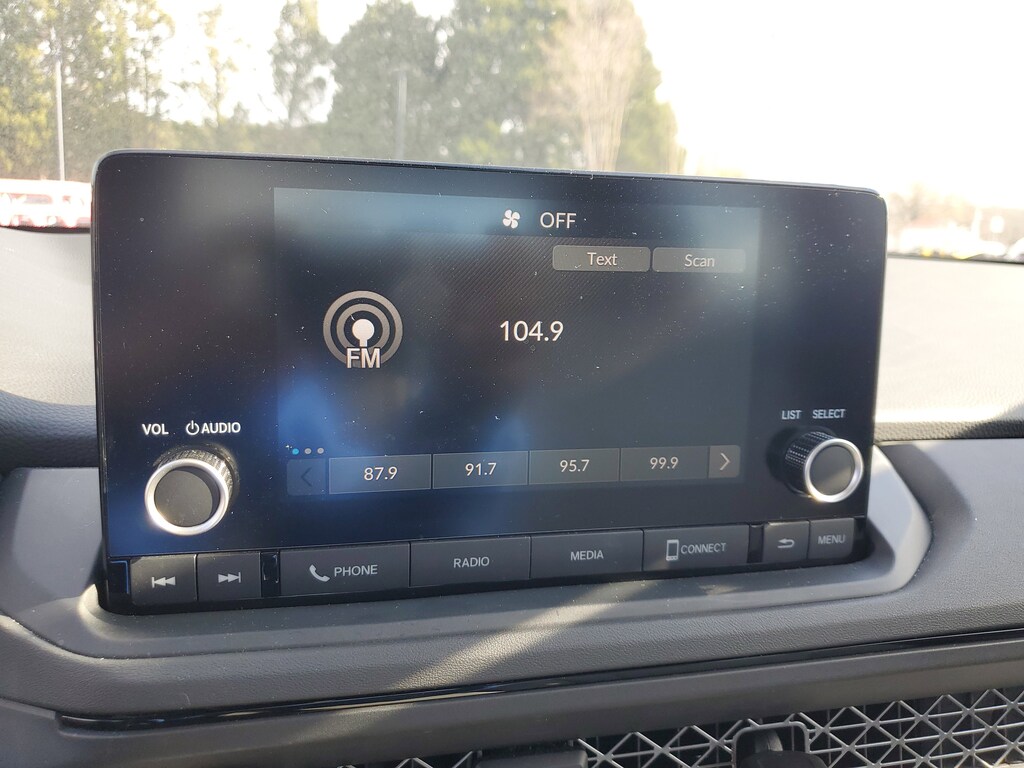 OFF
Text Scan
FM
104.9
VOL AUDIO
LIST SELECT
87.9 91.7 95.7 99.9
PHONE RADIO MEDIA CONNECT MENU